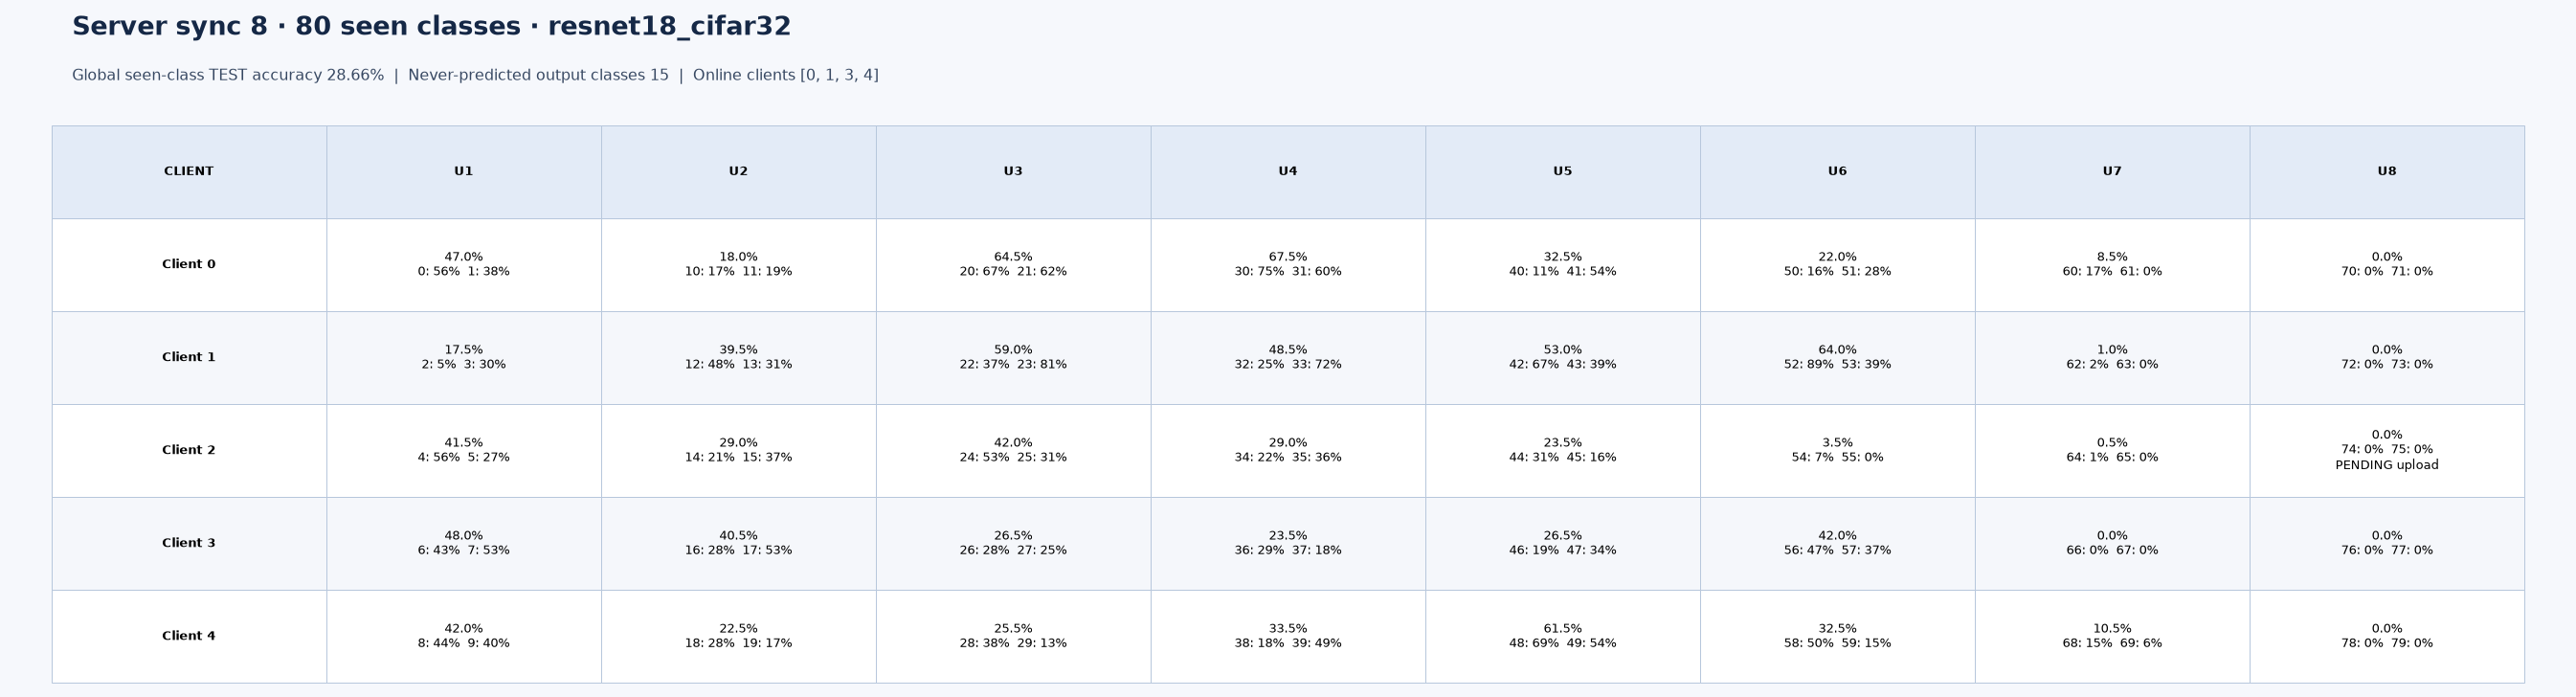 Server sync 8 · 80 seen classes · resnet18_cifar32
Global seen-class TEST accuracy 28.66% | Never-predicted output classes 15 | Online clients [0, 1, 3, 4]
CLIENT U1 U2 U3 U4 U5 U6 U7 U8
Client 0
47.0%
0: 56% 1: 38%
18.0%
10: 17% 11: 19%
64.5%
20: 67% 21: 62%
67.5%
30: 75% 31: 60%
32.5%
40: 11% 41: 54%
22.0%
50: 16% 51: 28%
8.5%
60: 17% 61: 0%
0.0%
70: 0% 71: 0%
Client 1
17.5%
2: 5% 3: 30%
39.5%
12: 48% 13: 31%
59.0%
22: 37% 23: 81%
48.5%
32: 25% 33: 72%
53.0%
42: 67% 43: 39%
64.0%
52: 89% 53: 39%
1.0%
62: 2% 63: 0%
0.0%
72: 0% 73: 0%
Client 2
41.5%
4: 56% 5: 27%
29.0%
14: 21% 15: 37%
42.0%
24: 53% 25: 31%
29.0%
34: 22% 35: 36%
23.5%
44: 31% 45: 16%
3.5%
54: 7% 55: 0%
0.5%
64: 1% 65: 0%
0.0%
74: 0% 75: 0%
PENDING upload
Client 3
48.0%
6: 43% 7: 53%
40.5%
16: 28% 17: 53%
26.5%
26: 28% 27: 25%
23.5%
36: 29% 37: 18%
26.5%
46: 19% 47: 34%
42.0%
56: 47% 57: 37%
0.0%
66: 0% 67: 0%
0.0%
76: 0% 77: 0%
Client 4
42.0%
8: 44% 9: 40%
22.5%
18: 28% 19: 17%
25.5%
28: 38% 29: 13%
33.5%
38: 18% 39: 49%
61.5%
48: 69% 49: 54%
32.5%
58: 50% 59: 15%
10.5%
68: 15% 69: 6%
0.0%
78: 0% 79: 0%